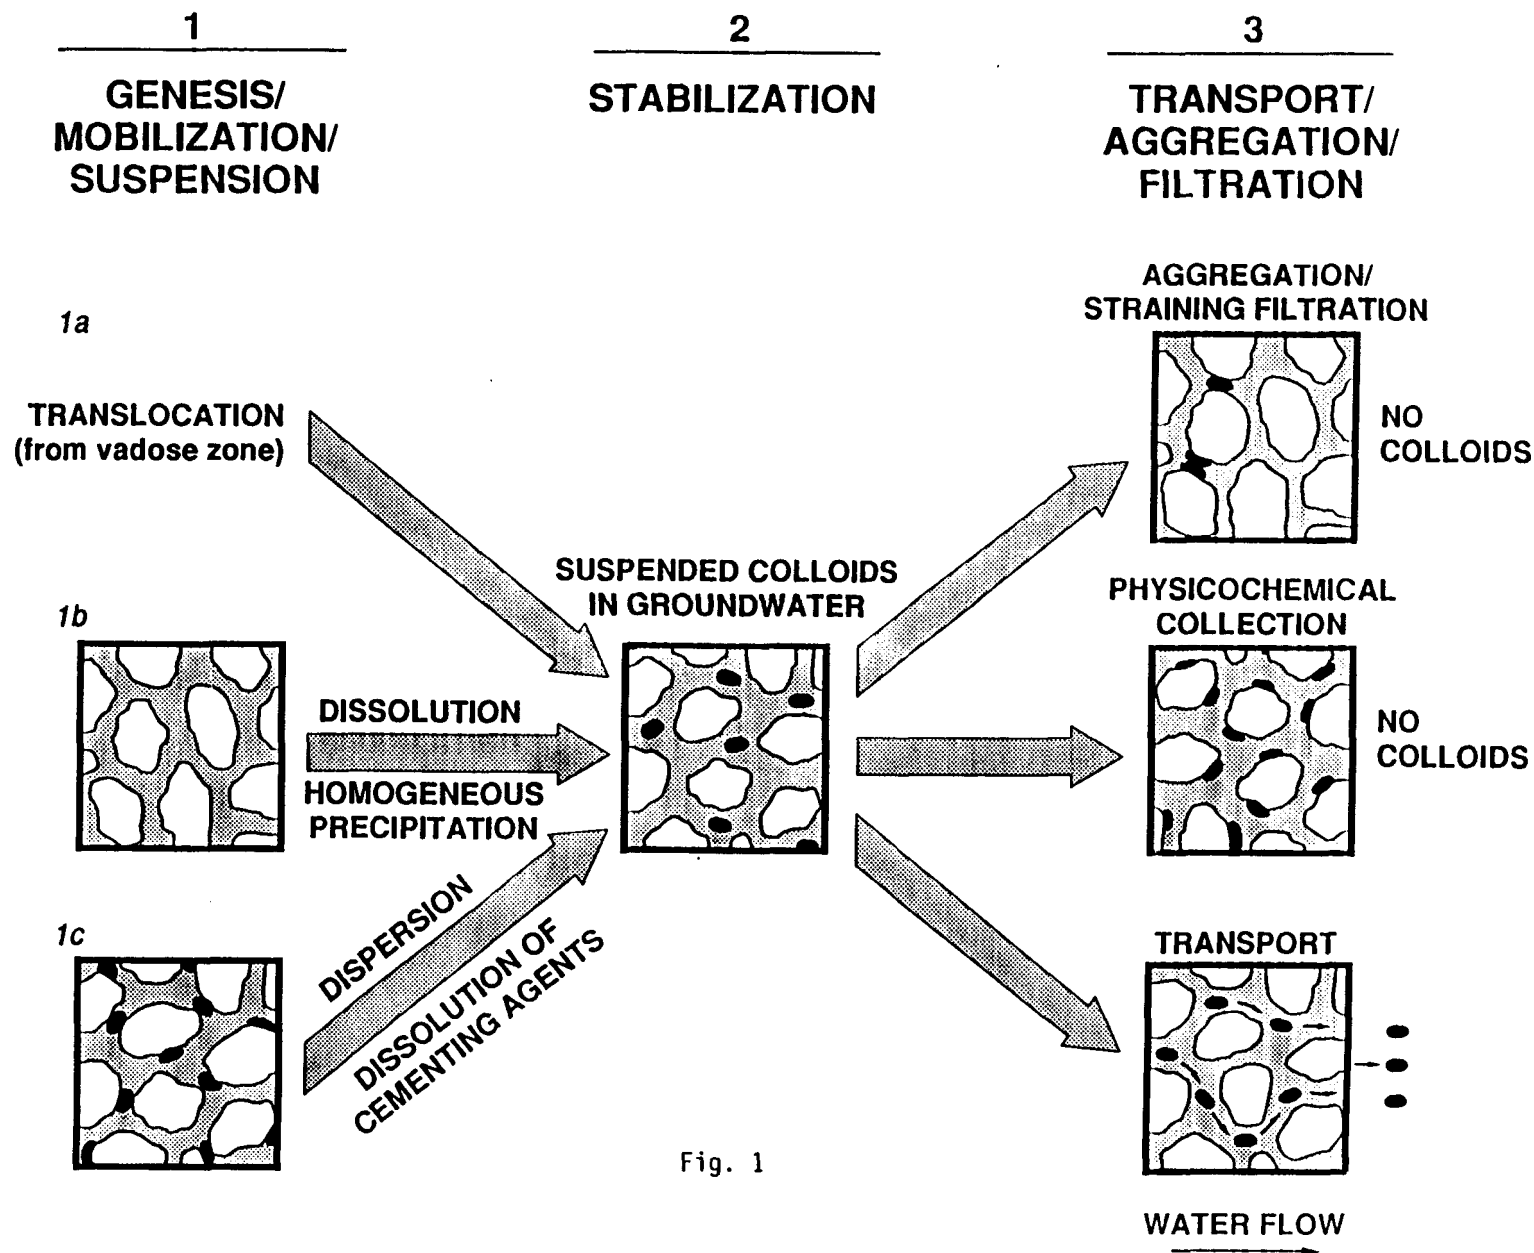 1
GENESIS/
MOBILIZATION/
SUSPENSION
2
STABILIZATION
3
TRANSPORT/
AGGREGATION/
FILTRATION
1a
TRANSLOCATION
(from vadose zone)
1b
DISSOLUTION
HOMOGENEOUS
PRECIPITATION
1c
DISPERSION
DISSOLUTION OF
CEMENTING AGENTS
SUSPENDED COLLOIDS
IN GROUNDWATER
AGGREGATION/
STRAINING FILTRATION
NO
COLLOIDS
PHYSICOCHEMICAL
COLLECTION
NO
COLLOIDS
TRANSPORT
WATER FLOW
Fig. 1